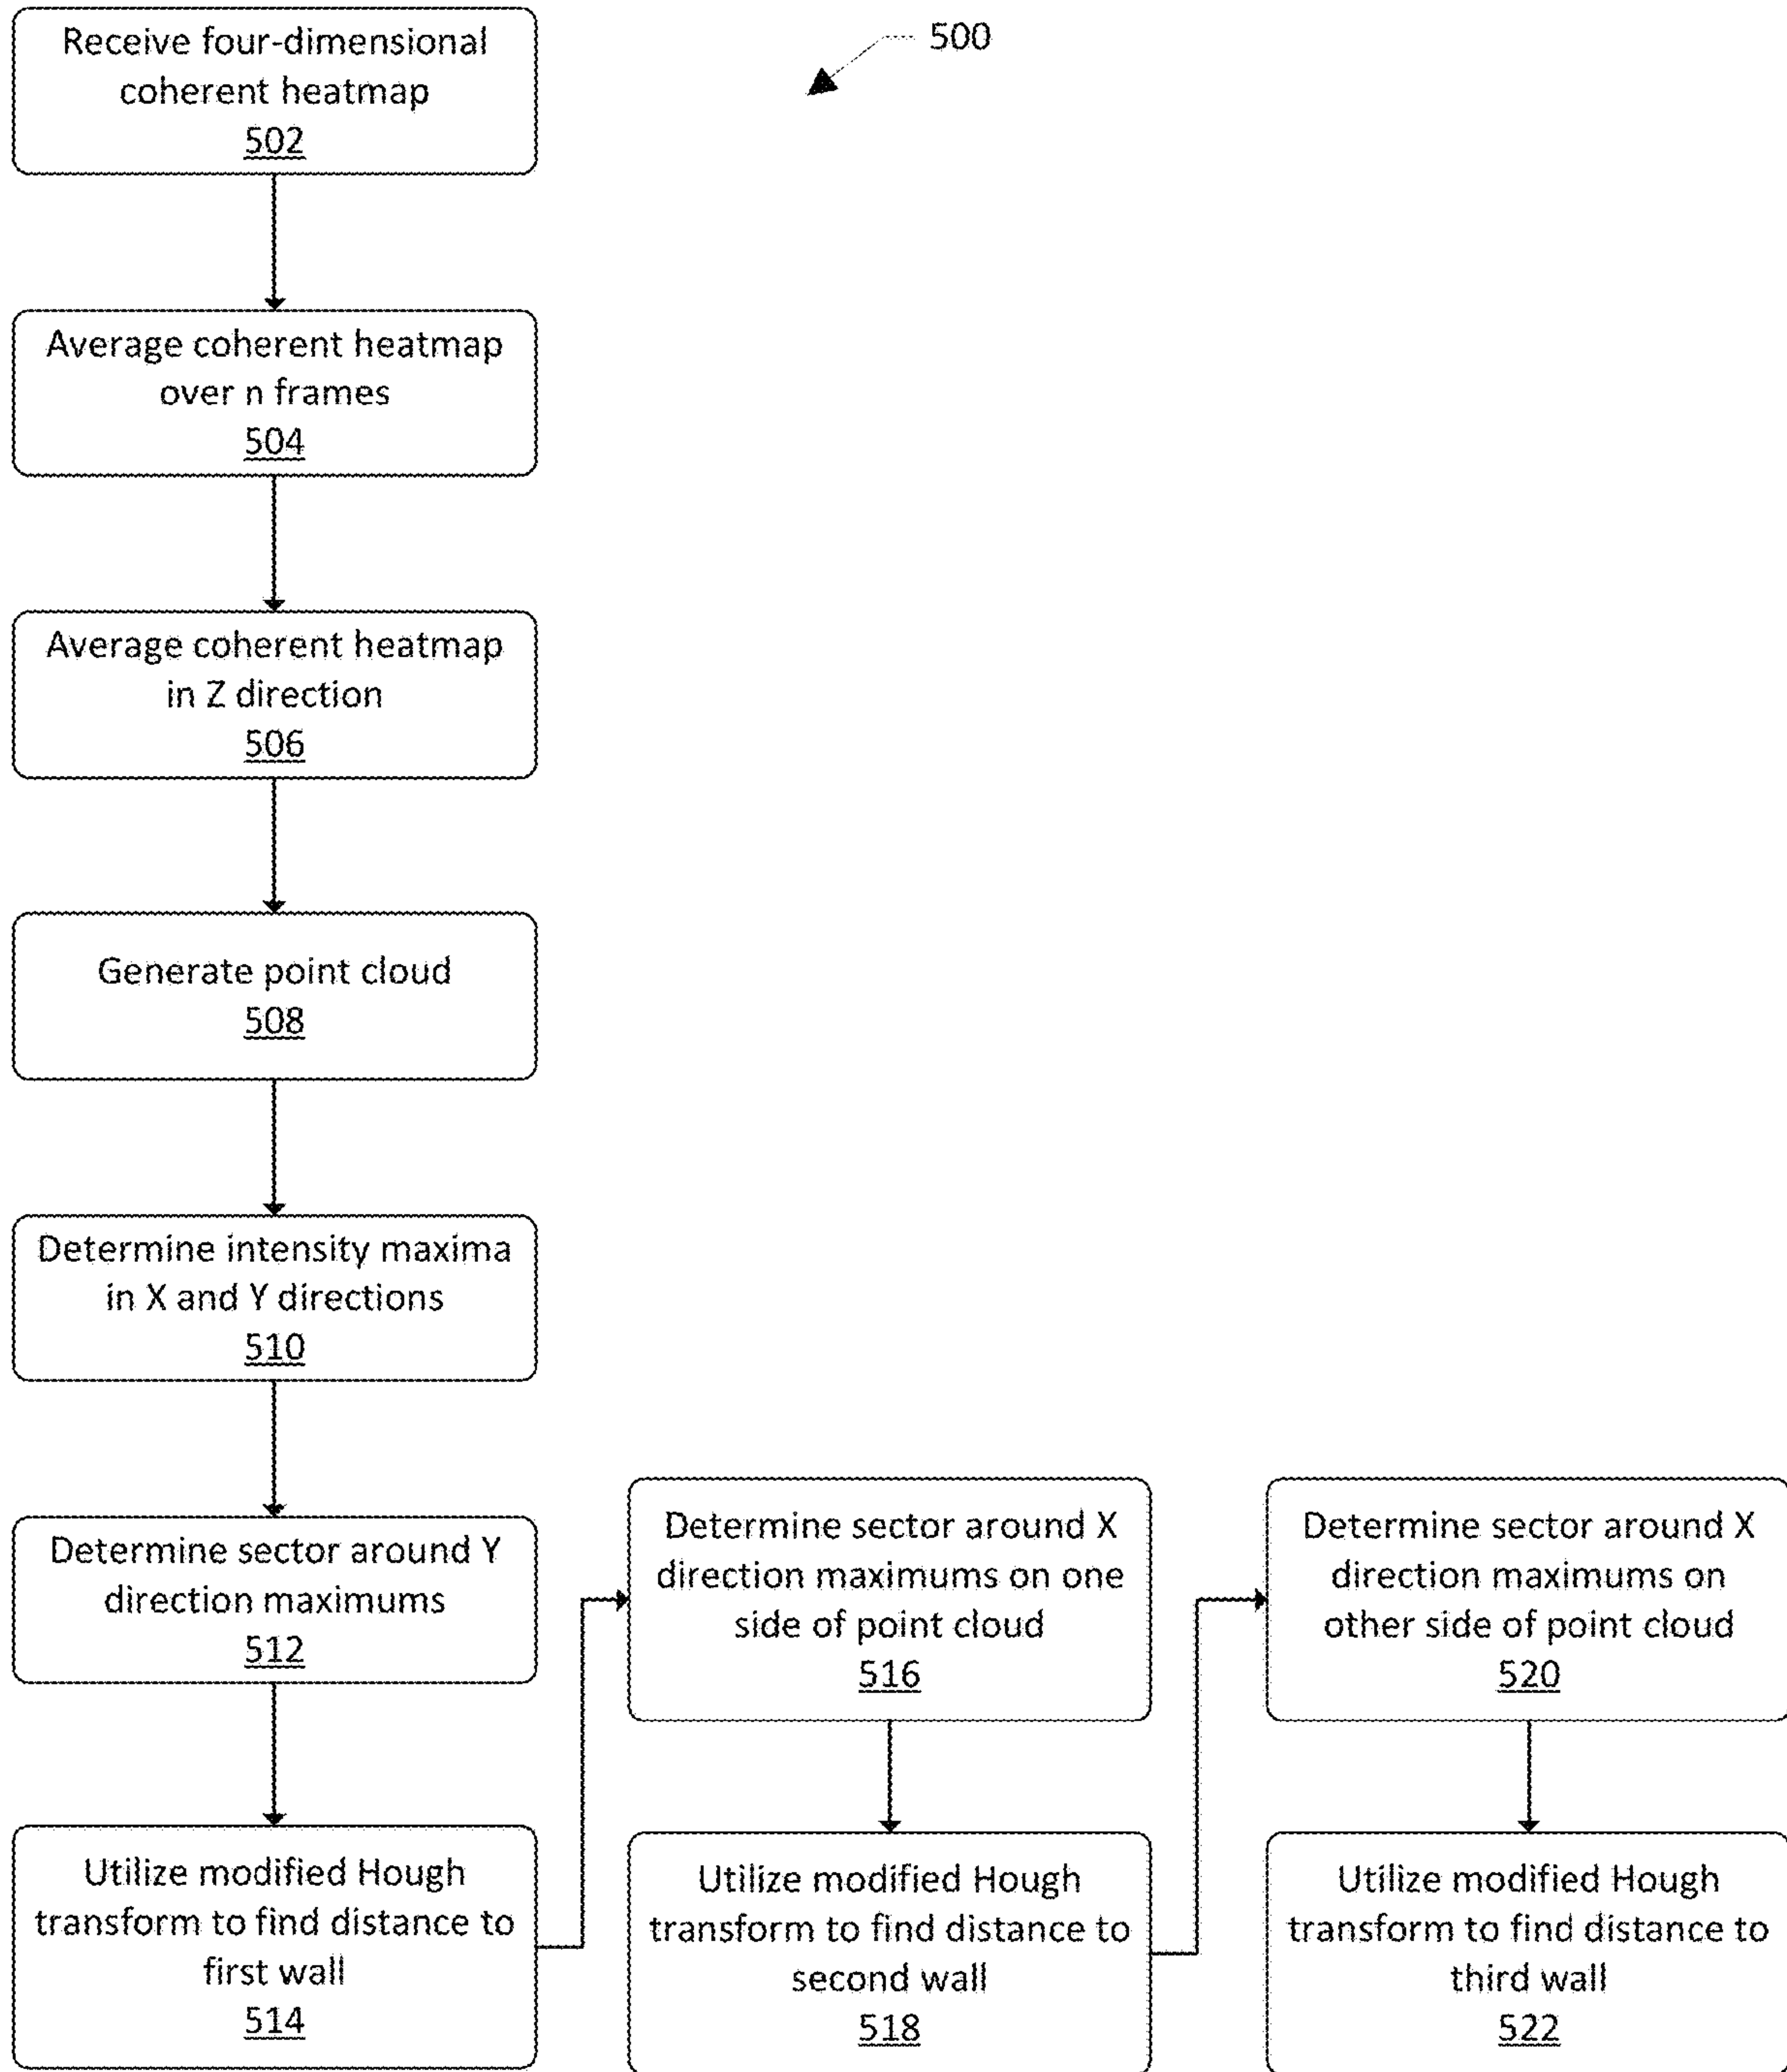 500
Receive four-dimensional
coherent heatmap
502
Average coherent heatmap
over n frames
504
Average coherent heatmap
in Z direction
506
Generate point cloud
508
Determine intensity maxima
in X and Y directions
510
Determine sector around Y
direction maximums
512
Utilize modified Hough
transform to find distance to
first wall
514
Determine sector around X
direction maximums on one
side of point cloud
516
Utilize modified Hough
transform to find distance to
second wall
518
Determine sector around X
direction maximums on
other side of point cloud
520
Utilize modified Hough
transform to find distance to
third wall
522